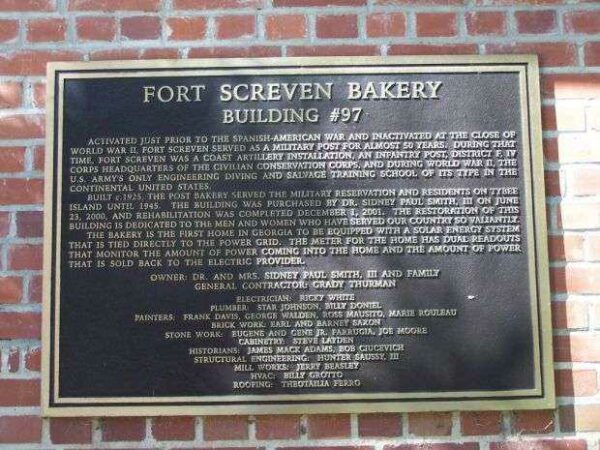 FORT SCREVEN BAKERY
BUILDING #97
ACTIVATED JUST PRIOR TO THE SPANISH-AMERICAN WAR AND INACTIVATED AT THE CLOSE OF
WORLD WAR II, FORT SCREVEN SERVED AS A MILITARY POST FOR ALMOST 50 YEARS. DURING THAT
TIME, FORT SCREVEN WAS A COAST ARTILLERY INSTALLATION, AN INFANTRY POST, DISTRICT F, IV
CORPS HEADQUARTERS OF THE CIVILIAN CONSERVATION CORPS, AND DURING WORLD WAR II, THE
U.S. ARMY'S ONLY ENGINEERING DIVING AND SALVAGE TRAINING SCHOOL OF ITS TYPE IN THE
CONTINENTAL UNITED STATES.
BUILT c.1925, THE POST BAKERY SERVED THE MILITARY RESERVATION AND RESIDENTS ON TYBEE
ISLAND UNTIL 1945. THE BUILDING WAS PURCHASED BY DR. SIDNEY PAUL SMITH, III ON JUNE
23, 2000, AND REHABILITATION WAS COMPLETED DECEMBER 1, 2001. THE RESTORATION OF THIS
BUILDING IS DEDICATED TO THE MEN AND WOMEN WHO HAVE SERVED OUR COUNTRY SO VALIANTLY.
THE BAKERY IS THE FIRST HOME IN GEORGIA TO BE EQUIPPED WITH A SOLAR ENERGY SYSTEM
THAT IS TIED DIRECTLY TO THE POWER GRID. THE METER FOR THE HOME HAS DUAL READOUTS
THAT MONITOR THE AMOUNT OF POWER COMING INTO THE HOME AND THE AMOUNT OF POWER
THAT IS SOLD BACK TO THE ELECTRIC PROVIDER.
OWNER: DR. AND MRS. SIDNEY PAUL SMITH, III AND FAMILY
GENERAL CONTRACTOR: GRADY THURMAN
ELECTRICIAN: RICKY WHITE
PLUMBER: STAR JOHNSON, BILLY DONIEL
PAINTERS: FRANK DAVIS, GEORGE WALDEN, ROSS MAUSITO, MARIE ROULEAU
BRICK WORK: EARL AND BARNEY SAXON
STONE WORK: EUGENE AND GENE JR. FARRUGIA, JOE MOORE
CABINETRY: STEVE LAYDEN
HISTORIANS: JAMES MACK ADAMS, BOB CIUCEVICH
STRUCTURAL ENGINEERING: HUNTER SAUSSY, III
MILL WORKS: JERRY BEASLEY
HVAC: BILLY GROTTO
ROOFING: THEOTAILIA FERRO